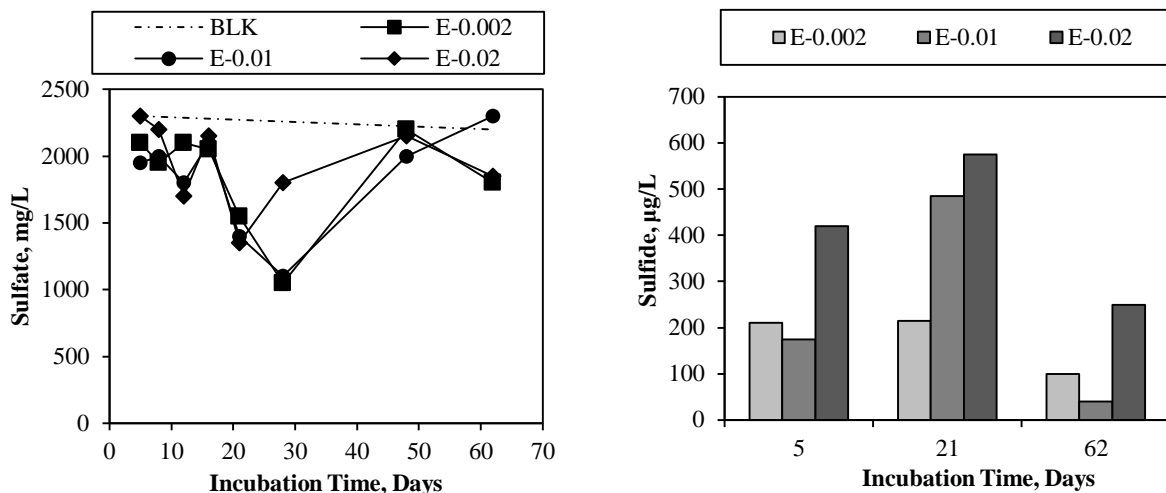 BLK E-0.002
E-0.01 E-0.02
2500
2000
1500
1000
500
0
Sulfate, mg/L
0 10 20 30 40 50 60 70
Incubation Time, Days
E-0.002 E-0.01 E-0.02
700
600
500
400
300
200
100
0
Sulfide, µg/L
5 21 62
Incubation Time, Days